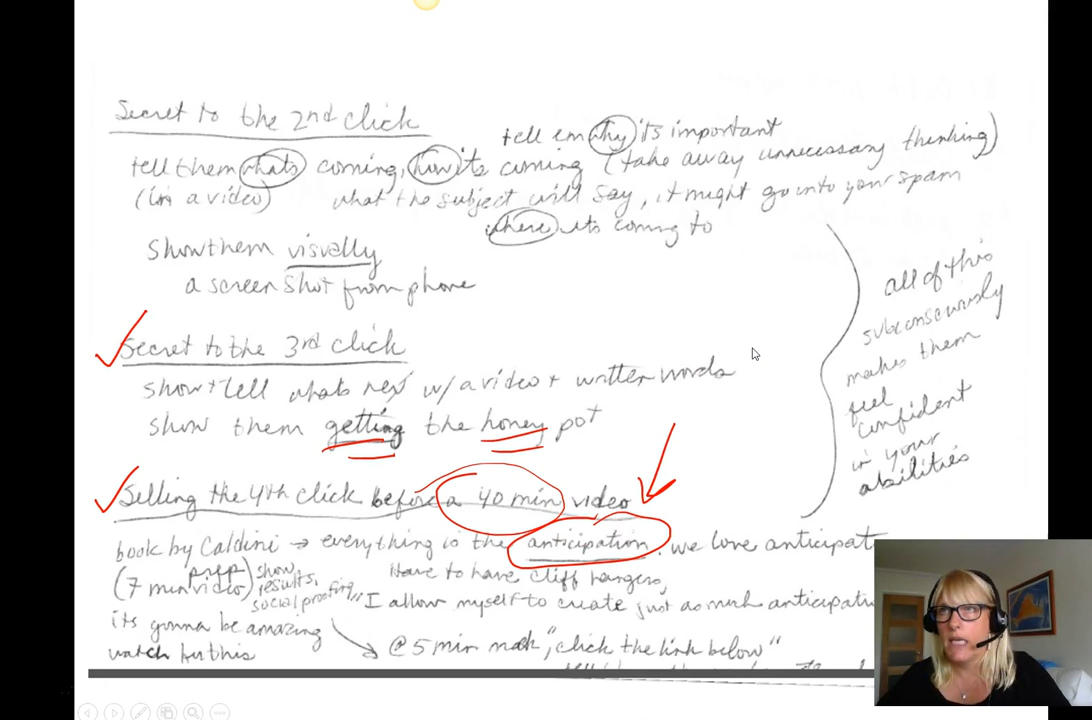 Secret to the 2nd click
tell em why its important
tell them whats coming, how its coming (take away unnecessary thinking)
(in a video) what the subject will say, it might go into your spam
where its coming to
Show them visually
a screen shot from phone
all of this
subconsciously
makes them
feel
confident
in your
abilities
Secret to the 3rd click
show + tell whats next w/ a video + written words
show them getting the honey pot
Selling the 4th click before a 40 min video
book by Caldini → everything is the anticipation. we love anticipat
(7 min prep video) show results, social proofing
Have to have cliff hangers,
"I allow myself to create just as much anticipati
its gonna be amazing
watch for this
@ 5 min mark, "click the link below"